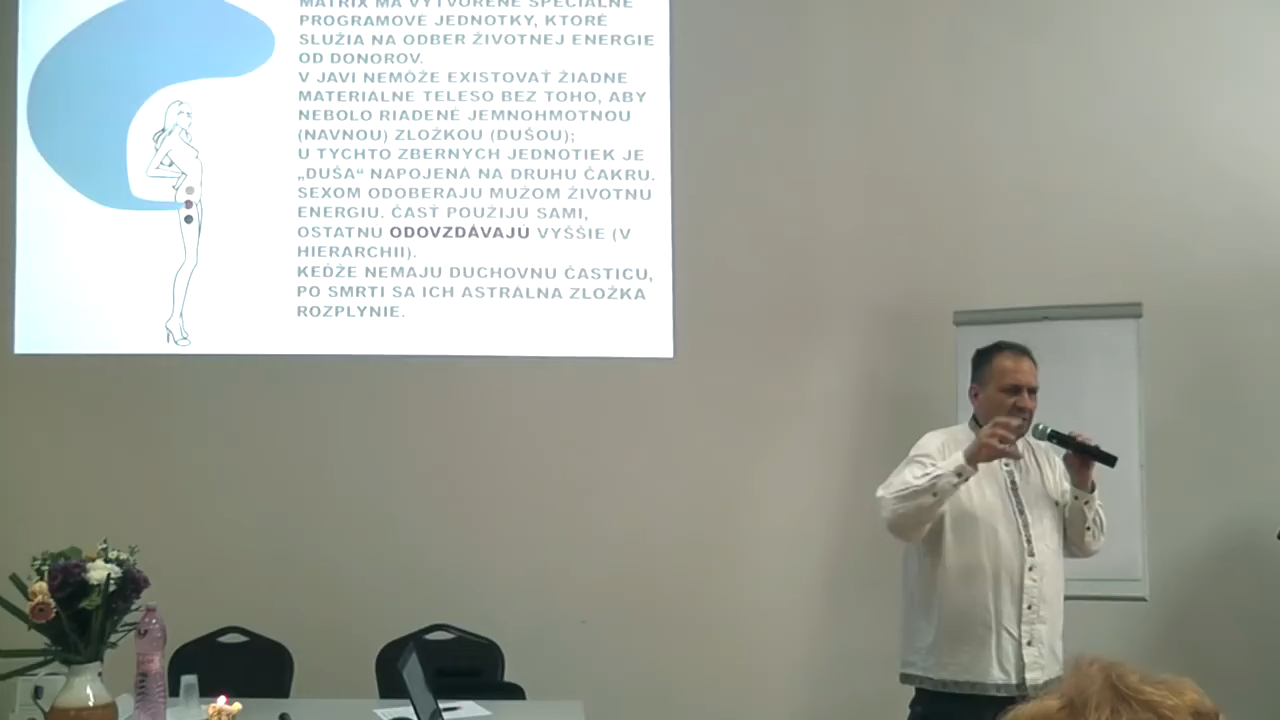 MATRIX MÁ VYTVORENÉ ŠPECIÁLNE
PROGRAMOVÉ JEDNOTKY, KTORÉ
SLÚŽIA NA ODBER ŽIVOTNEJ ENERGIE
OD DONOROV.
V JAVI NEMÔŽE EXISTOVAŤ ŽIADNE
MATERIÁLNE TELESO BEZ TOHO, ABY
NEBOLO RIADENÉ JEMNOHMOTNOU
(NAVNOU) ZLOŽKOU (DUŠOU);
U TÝCHTO ZBERNÝCH JEDNOTIEK JE
„DUŠA“ NAPOJENÁ NA DRUHÚ ČAKRU.
SEXOM ODOBERAJÚ MUŽOM ŽIVOTNÚ
ENERGIU. ČASŤ POUŽIJÚ SAMI,
OSTATNÚ ODOVZDÁVAJÚ VYŠŠIE (V
HIERARCHII).
KEĎŽE NEMAJÚ DUCHOVNÚ ČASTICU,
PO SMRTI SA ICH ASTRÁLNA ZLOŽKA
ROZPLYNIE.